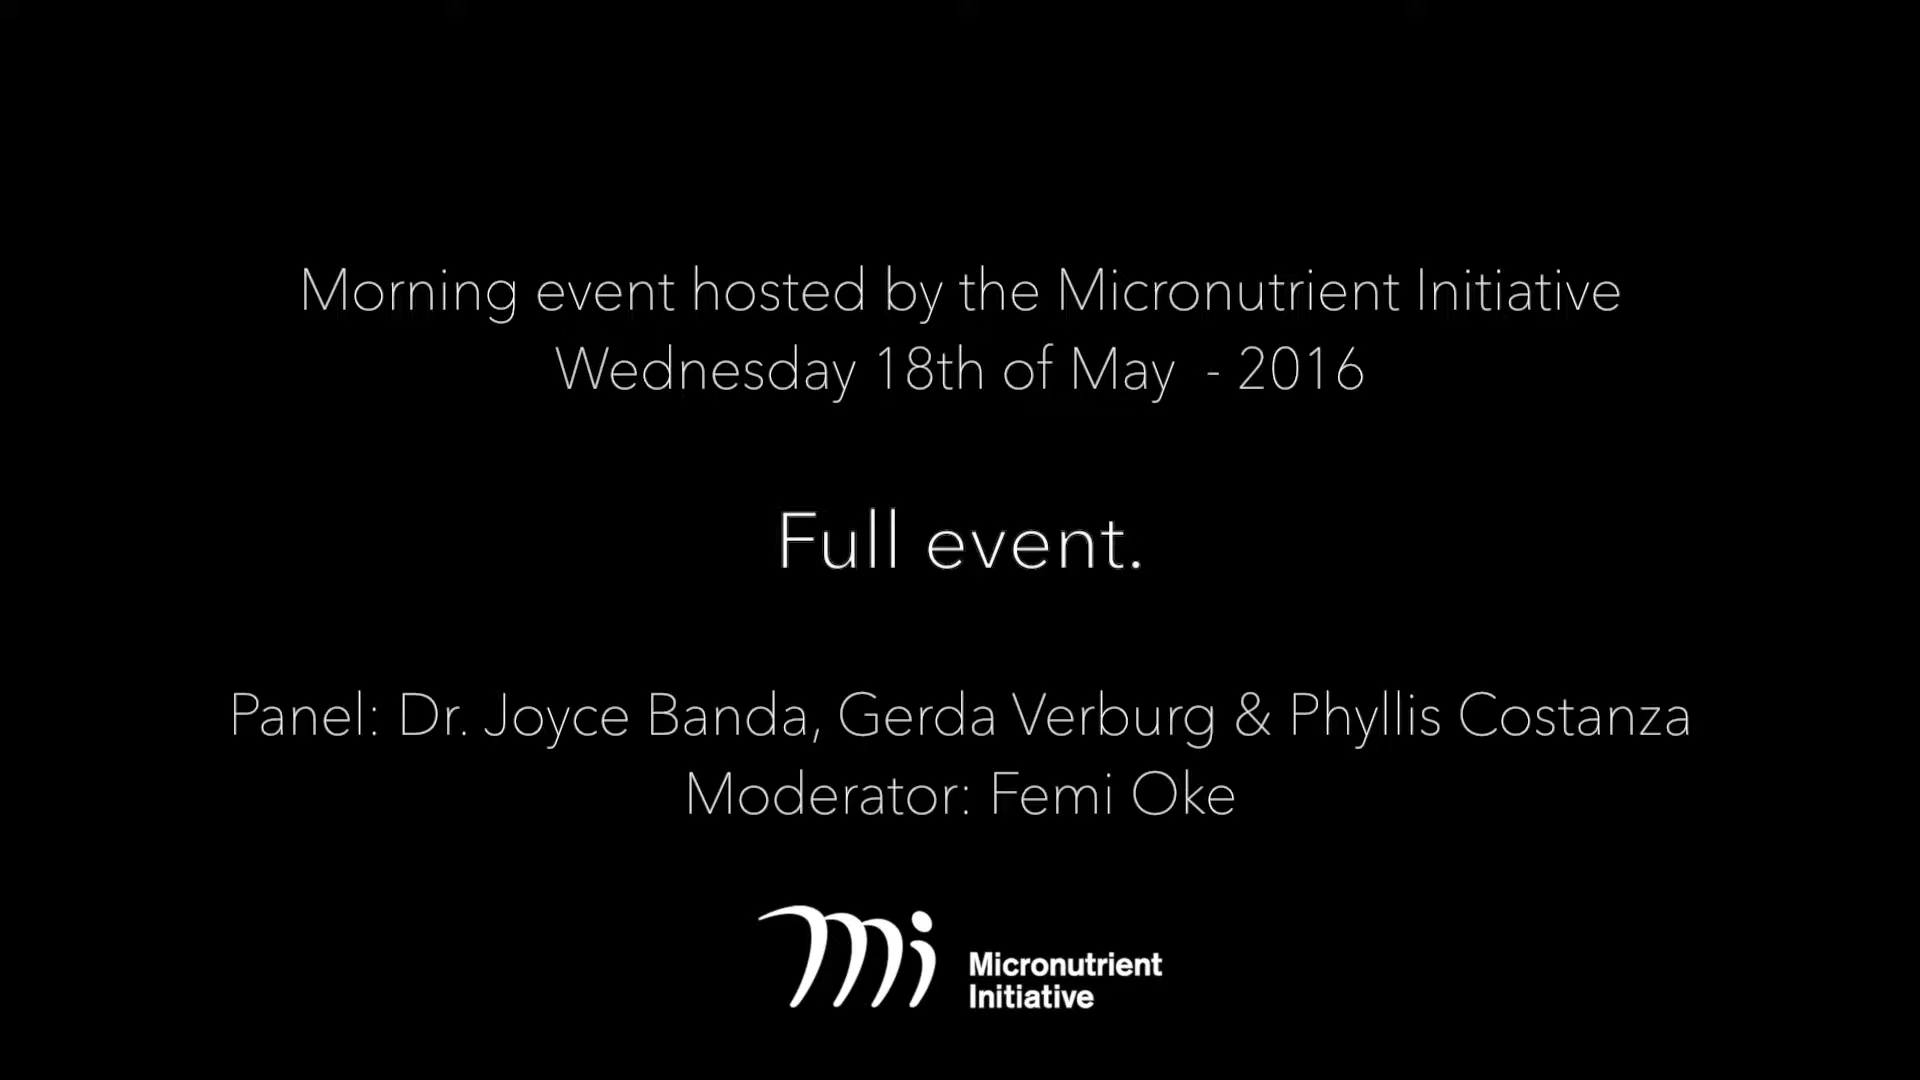 Morning event hosted by the Micronutrient Initiative
Wednesday 18th of May - 2016
Full event.
Panel: Dr. Joyce Banda, Gerda Verburg & Phyllis Costanza
Moderator: Femi Oke
mi
Micronutrient
Initiative